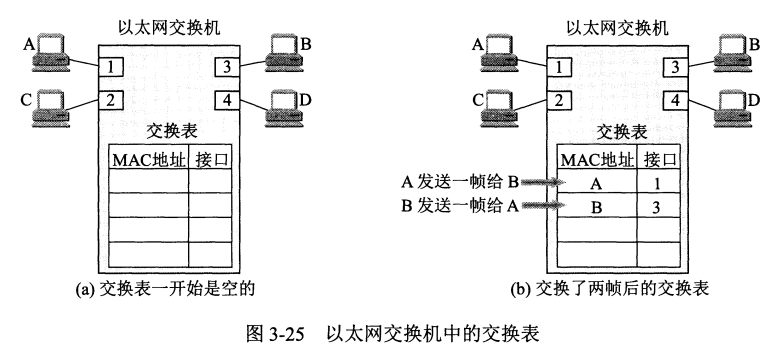 以太网交换机
A
B
1
3
C
2
4
D
交换表
MAC地址 接口
(a) 交换表一开始是空的
以太网交换机
A
B
1
3
C
2
4
D
交换表
MAC地址 接口
A 发送一帧给 B
A 1
B 发送一帧给 A
B 3
(b) 交换了两帧后的交换表
图 3-25 以太网交换机中的交换表